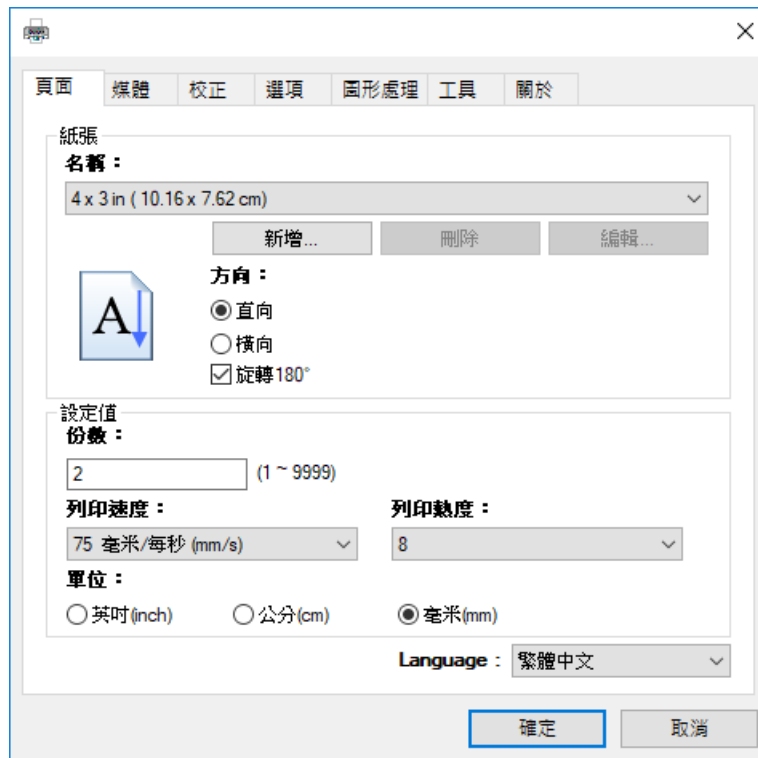 頁面 媒體 校正 選項 圖形處理 工具 關於
紙張
名稱：
4 x 3 in ( 10.16 x 7.62 cm)
新增... 刪除 編輯...
方向：
A
直向
橫向
旋轉180°
設定值
份數：
2 (1 ~ 9999)
列印速度： 列印熱度：
75 毫米/每秒 (mm/s) 8
單位：
英吋(inch) 公分(cm) 毫米(mm)
Language : 繁體中文
確定 取消